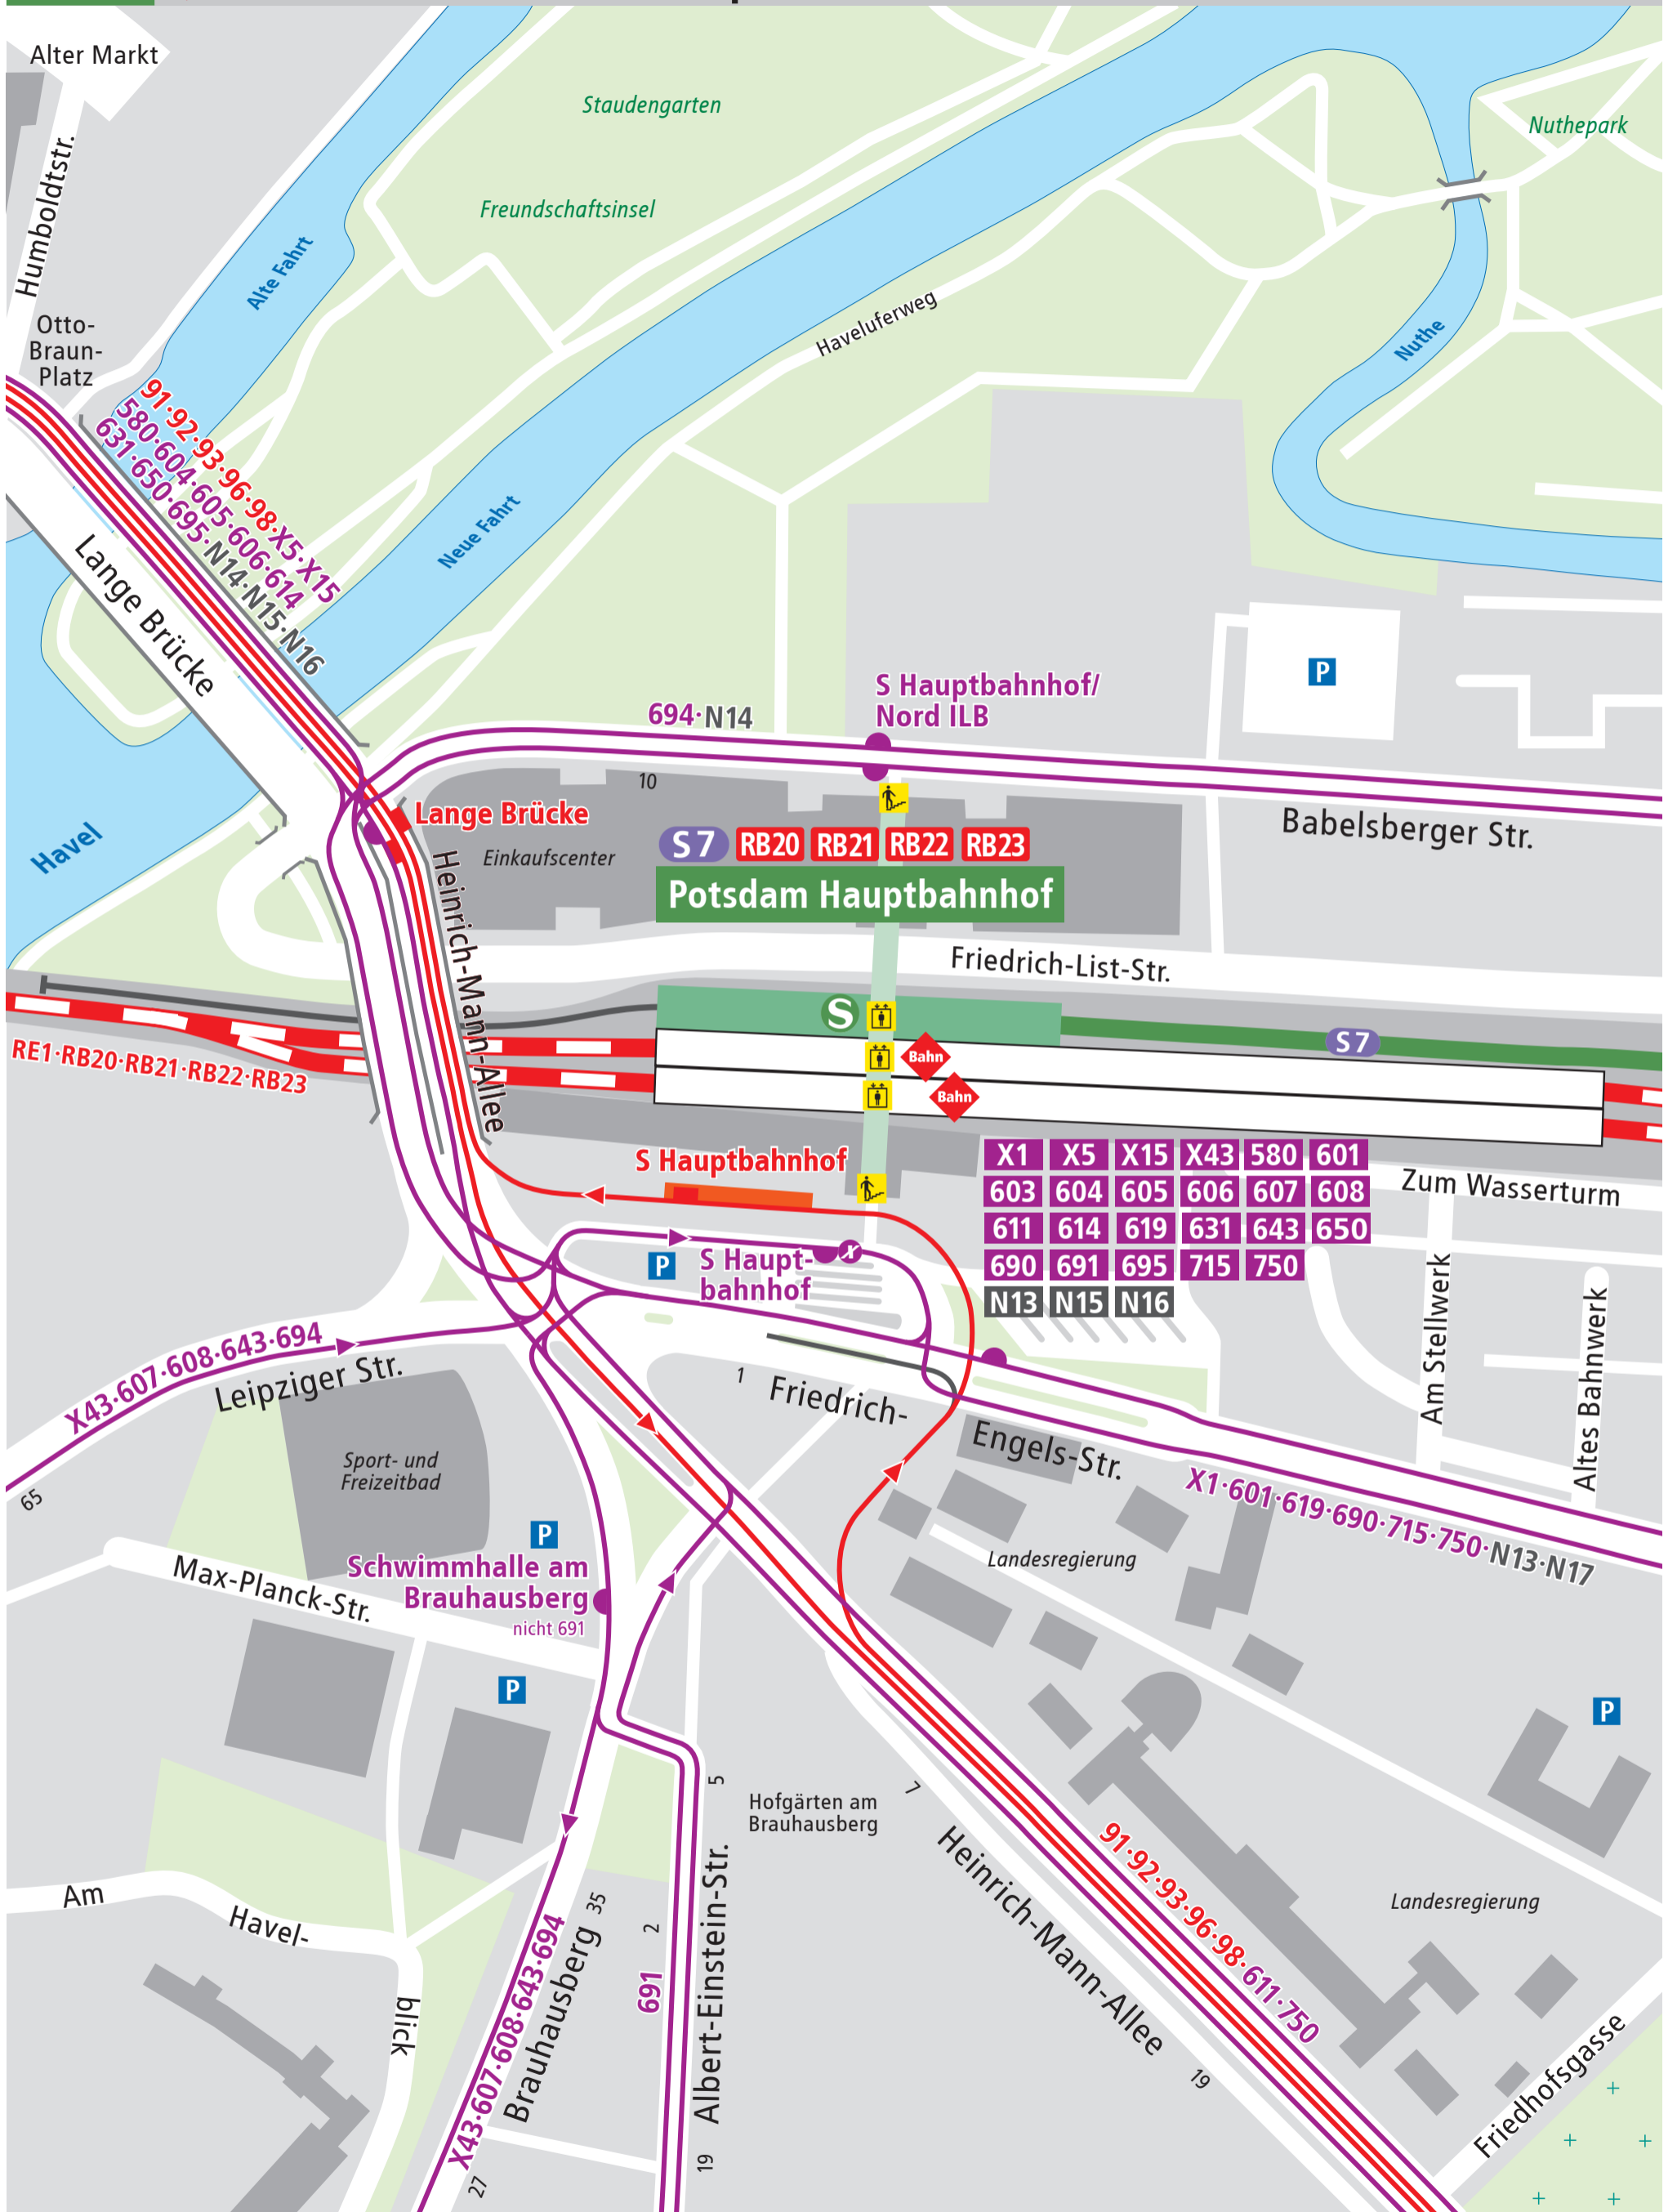 Alter Markt
Staudengarten
Nuthepark
Humboldtstr.
Freundschaftsinsel
Alte Fahrt
Haveluferweg
Otto-
Braun-
Platz
Nuthe
91·92·93·96·98·X5·X15
580·604·605·606·614
631·650·695·N14·N15·N16
Neue Fahrt
Lange Brücke
P
S Hauptbahnhof/
Nord ILB
694·N14
10
Babelsberger Str.
Lange Brücke
Havel
Einkaufscenter
S7 RB20 RB21 RB22 RB23
Potsdam Hauptbahnhof
Heinrich-Mann-Allee
Friedrich-List-Str.
S
S7
Bahn
Bahn
RE1·RB20·RB21·RB22·RB23
S Hauptbahnhof
X1 X5 X15 X43 580 601
603 604 605 606 607 608
611 614 619 631 643 650
690 691 695 715 750
N13 N15 N16
Zum Wasserturm
P
S Haupt-
bahnhof
x
Am Stellwerk
Altes Bahnwerk
X43·607·608·643·694
Leipziger Str.
1
Friedrich-
Engels-Str.
X1·601·619·690·715·750·N13·N17
65
Sport- und
Freizeitbad
P
Landesregierung
Max-Planck-Str.
Schwimmhalle am
Brauhausberg
nicht 691
P
P
5
7
Hofgärten am
Brauhausberg
91·92·93·96·98·611·750
Heinrich-Mann-Allee
Landesregierung
Am
Havel-
blick
35
2
X43·607·608·643·694
Brauhausberg
691
Albert-Einstein-Str.
19
Friedhofsgasse
27
19